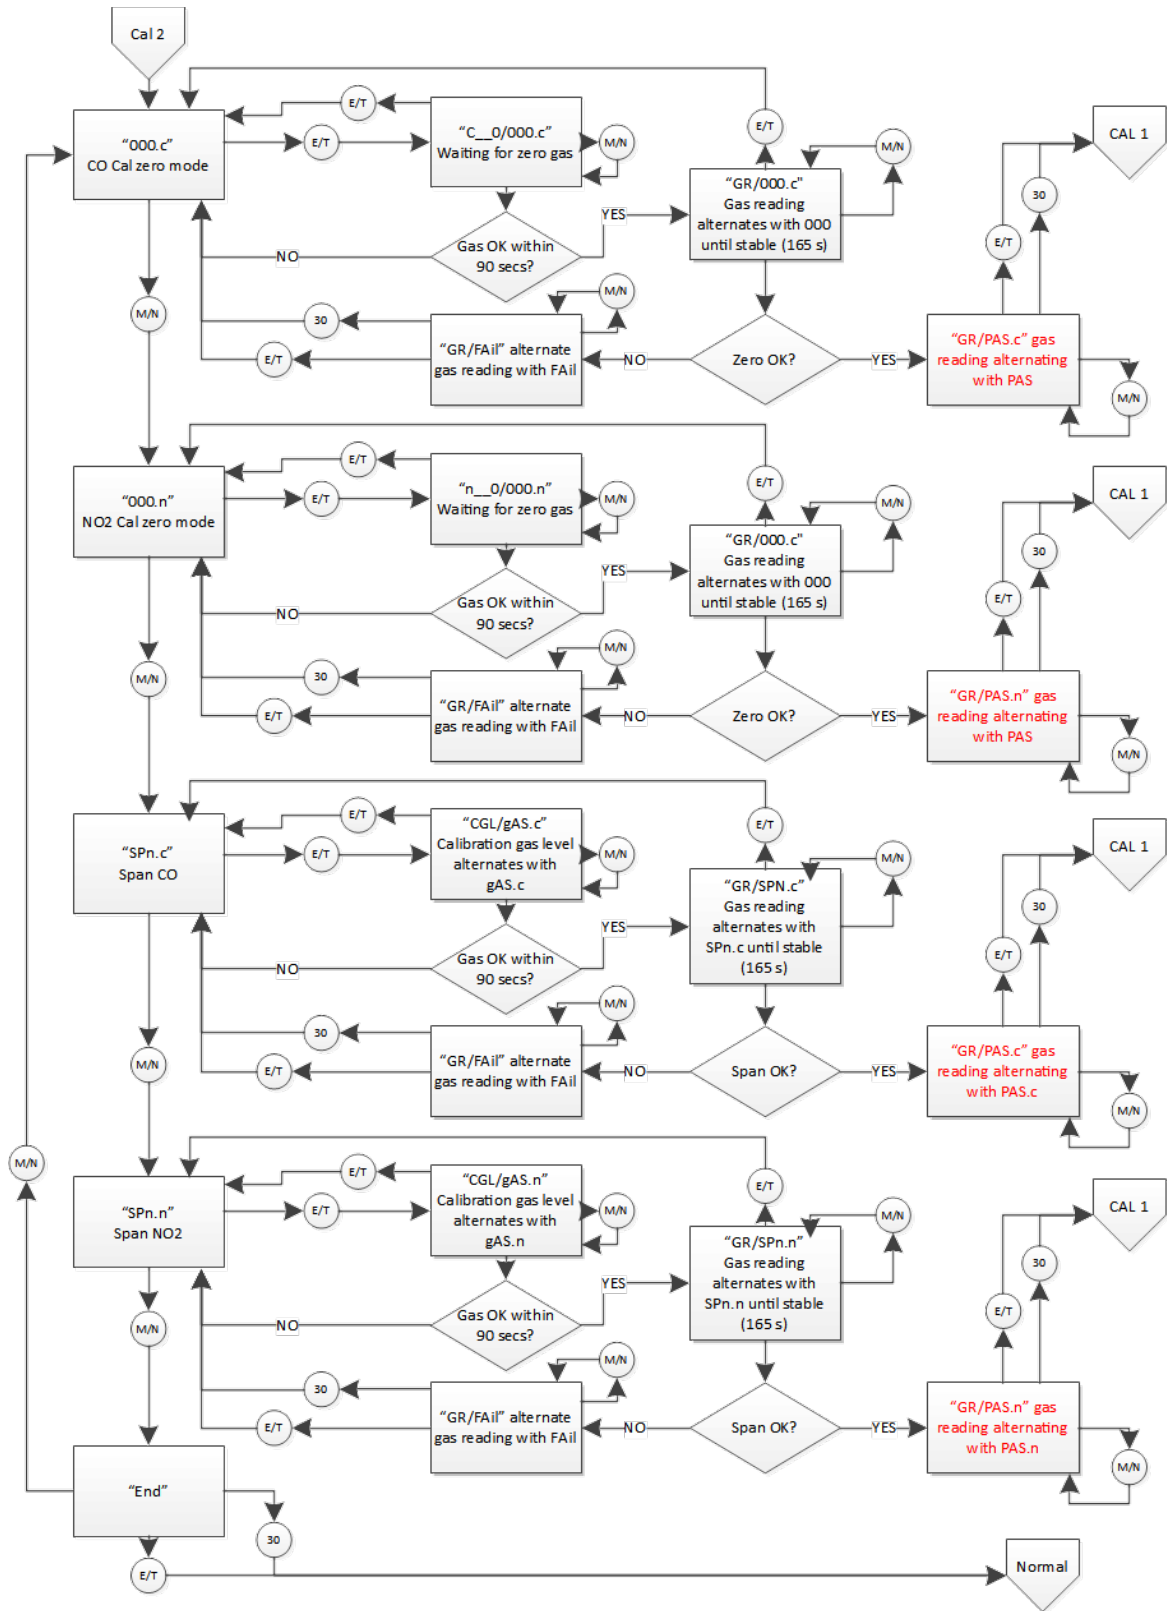 Cal 2
E/T
"000.c"
CO Cal zero mode
E/T
"C__0/000.c"
Waiting for zero gas
M/N
E/T
M/N
"GR/000.c"
Gas reading
alternates with 000
until stable (165 s)
CAL 1
30
E/T
Gas OK within
90 secs?
YES
NO
M/N
30
E/T
"GR/FAil" alternate
gas reading with FAil
M/N
NO
Zero OK?
YES
"GR/PAS.c" gas
reading alternating
with PAS
M/N
E/T
"000.n"
NO2 Cal zero mode
E/T
"n__0/000.n"
Waiting for zero gas
M/N
E/T
M/N
"GR/000.c"
Gas reading
alternates with 000
until stable (165 s)
CAL 1
30
E/T
Gas OK within
90 secs?
YES
NO
M/N
30
E/T
"GR/FAil" alternate
gas reading with FAil
M/N
NO
Zero OK?
YES
"GR/PAS.n" gas
reading alternating
with PAS
M/N
E/T
"SPn.c"
Span CO
E/T
"CGL/gAS.c"
Calibration gas level
alternates with
gAS.c
M/N
E/T
M/N
"GR/SPN.c"
Gas reading
alternates with
SPn.c until stable
(165 s)
CAL 1
30
E/T
Gas OK within
90 secs?
YES
NO
M/N
30
E/T
"GR/FAil" alternate
gas reading with FAil
M/N
NO
Span OK?
YES
"GR/PAS.c" gas
reading alternating
with PAS.c
M/N
M/N
E/T
"SPn.n"
Span NO2
E/T
"CGL/gAS.n"
Calibration gas level
alternates with
gAS.n
M/N
E/T
M/N
"GR/SPn.n"
Gas reading
alternates with
SPn.n until stable
(165 s)
CAL 1
30
E/T
Gas OK within
90 secs?
YES
NO
M/N
30
E/T
"GR/FAil" alternate
gas reading with FAil
M/N
NO
Span OK?
YES
"GR/PAS.n" gas
reading alternating
with PAS.n
M/N
"End"
30
E/T
Normal